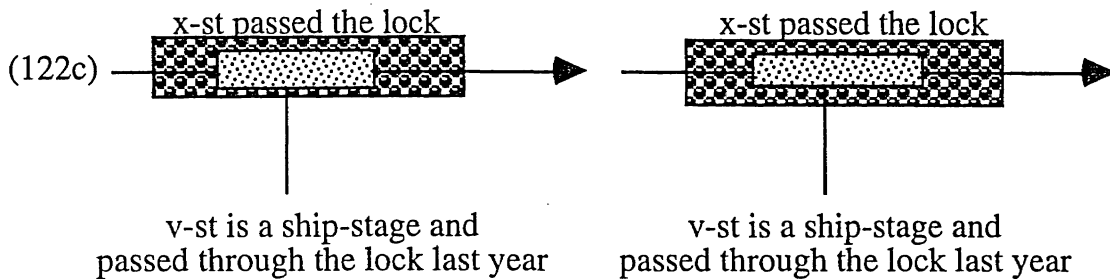 x-st passed the lock x-st passed the lock
(122c)
v-st is a ship-stage and v-st is a ship-stage and
passed through the lock last year passed through the lock last year